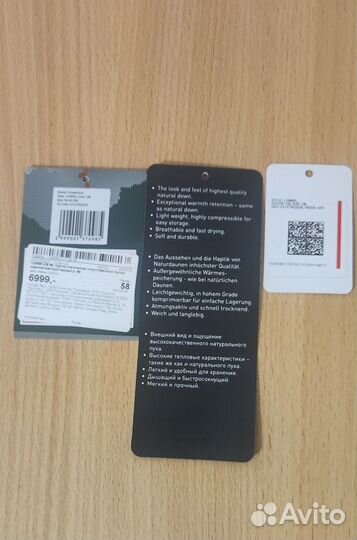 2 999001 570985
6999,-
58
• The look and feel of highest quality
natural down.
• Exceptional warmth retention – same
as natural down.
• Light weight, highly compressible for
easy storage.
• Breathable and fast drying.
• Soft and durable.
• Das Aussehen und die Haptik von
Naturdaunen inhöchster Qualität.
• Außergewöhnliche Wärmes-
peicherung - wie bei natürlichen
Daunen.
• Leichtgewichtig, in hohem Grade
komprimierbar für einfache Lagerung.
• Atmungsaktiv und schnell trocknend.
• Weich und langlebig.
• Внешний вид и ощущение
высококачественного натурального
пуха.
• Высокие тепловые характеристики –
такие же как и натурального пуха.
• Лёгкий и удобный для хранения.
• Дышащий и быстросохнущий.
• Мягкий и прочный.
Avito